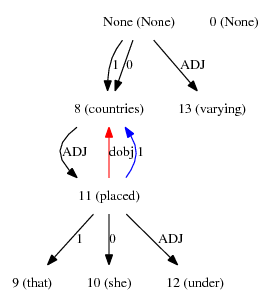 None (None) 0 (None)
1 0 ADJ
8 (countries) 13 (varying)
ADJ dobj 1
11 (placed)
1 0 ADJ
9 (that) 10 (she) 12 (under)